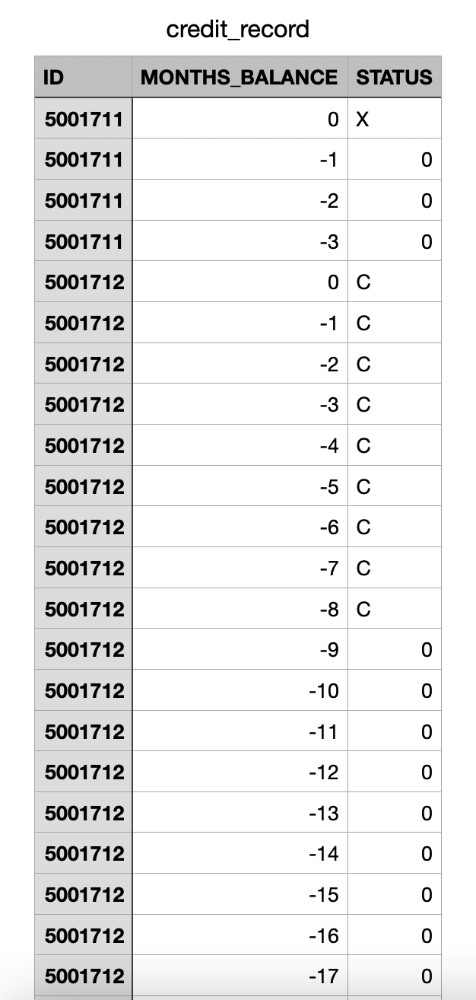 credit_record
ID MONTHS_BALANCE STATUS
5001711 0 X
5001711 -1 0
5001711 -2 0
5001711 -3 0
5001712 0 C
5001712 -1 C
5001712 -2 C
5001712 -3 C
5001712 -4 C
5001712 -5 C
5001712 -6 C
5001712 -7 C
5001712 -8 C
5001712 -9 0
5001712 -10 0
5001712 -11 0
5001712 -12 0
5001712 -13 0
5001712 -14 0
5001712 -15 0
5001712 -16 0
5001712 -17 0